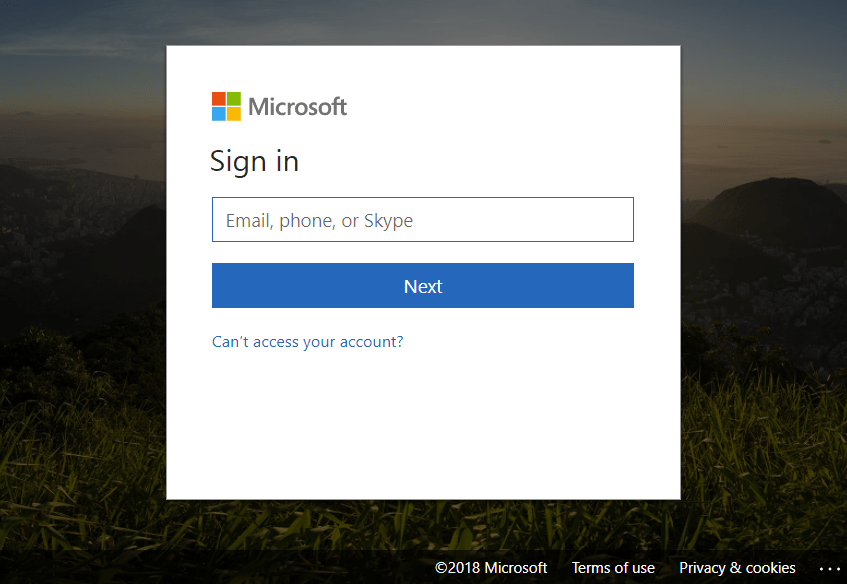 Microsoft
Sign in
Email, phone, or Skype
Next
Can't access your account?
©2018 Microsoft Terms of use Privacy & cookies ...